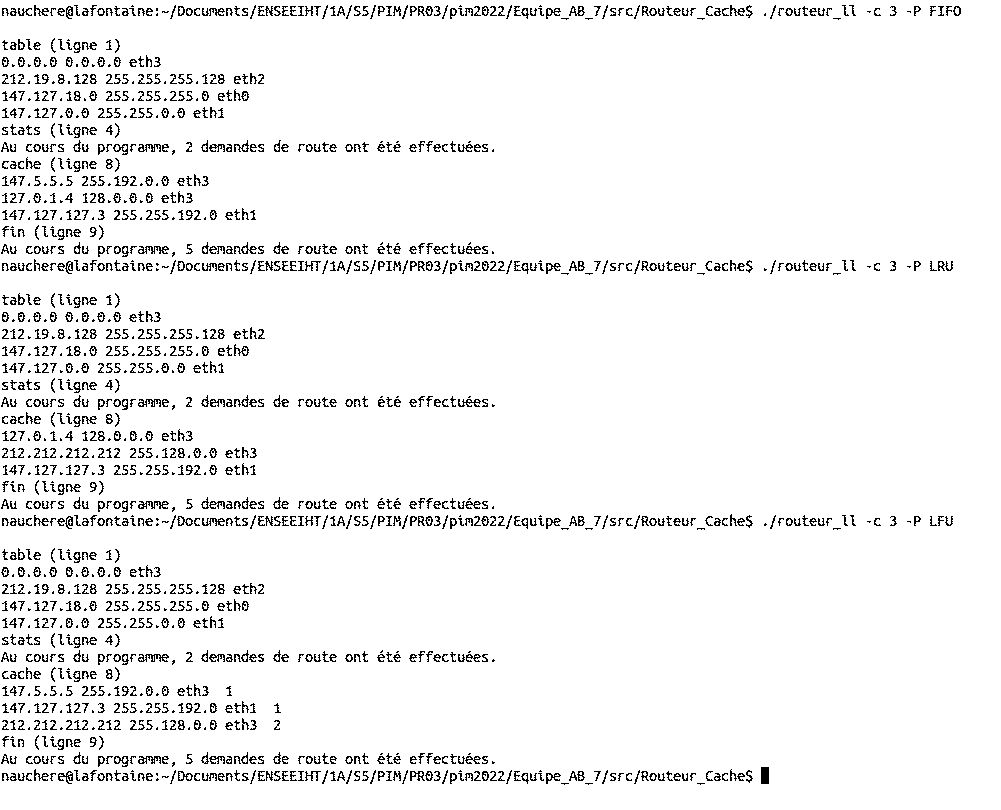 nauchere@lafontaine:~/Documents/ENSEEIHT/1A/S5/PIM/PR03/pim2022/Equipe_AB_7/src/Routeur_Cache$ ./routeur_ll -c 3 -P FIFO
table (ligne 1)
0.0.0.0 0.0.0.0 eth3
212.19.8.128 255.255.255.128 eth2
147.127.18.0 255.255.255.0 eth0
147.127.0.0 255.255.0.0 eth1
stats (ligne 4)
Au cours du programme, 2 demandes de route ont été effectuées.
cache (ligne 8)
147.5.5.5 255.192.0.0 eth3
127.0.1.4 128.0.0.0 eth3
147.127.127.3 255.255.192.0 eth1
fin (ligne 9)
Au cours du programme, 5 demandes de route ont été effectuées.
nauchere@lafontaine:~/Documents/ENSEEIHT/1A/S5/PIM/PR03/pim2022/Equipe_AB_7/src/Routeur_Cache$ ./routeur_ll -c 3 -P LRU
table (ligne 1)
0.0.0.0 0.0.0.0 eth3
212.19.8.128 255.255.255.128 eth2
147.127.18.0 255.255.255.0 eth0
147.127.0.0 255.255.0.0 eth1
stats (ligne 4)
Au cours du programme, 2 demandes de route ont été effectuées.
cache (ligne 8)
127.0.1.4 128.0.0.0 eth3
212.212.212.212 255.128.0.0 eth3
147.127.127.3 255.255.192.0 eth1
fin (ligne 9)
Au cours du programme, 5 demandes de route ont été effectuées.
nauchere@lafontaine:~/Documents/ENSEEIHT/1A/S5/PIM/PR03/pim2022/Equipe_AB_7/src/Routeur_Cache$ ./routeur_ll -c 3 -P LFU
table (ligne 1)
0.0.0.0 0.0.0.0 eth3
212.19.8.128 255.255.255.128 eth2
147.127.18.0 255.255.255.0 eth0
147.127.0.0 255.255.0.0 eth1
stats (ligne 4)
Au cours du programme, 2 demandes de route ont été effectuées.
cache (ligne 8)
147.5.5.5 255.192.0.0 eth3  1
147.127.127.3 255.255.192.0 eth1  1
212.212.212.212 255.128.0.0 eth3  2
fin (ligne 9)
Au cours du programme, 5 demandes de route ont été effectuées.
nauchere@lafontaine:~/Documents/ENSEEIHT/1A/S5/PIM/PR03/pim2022/Equipe_AB_7/src/Routeur_Cache$